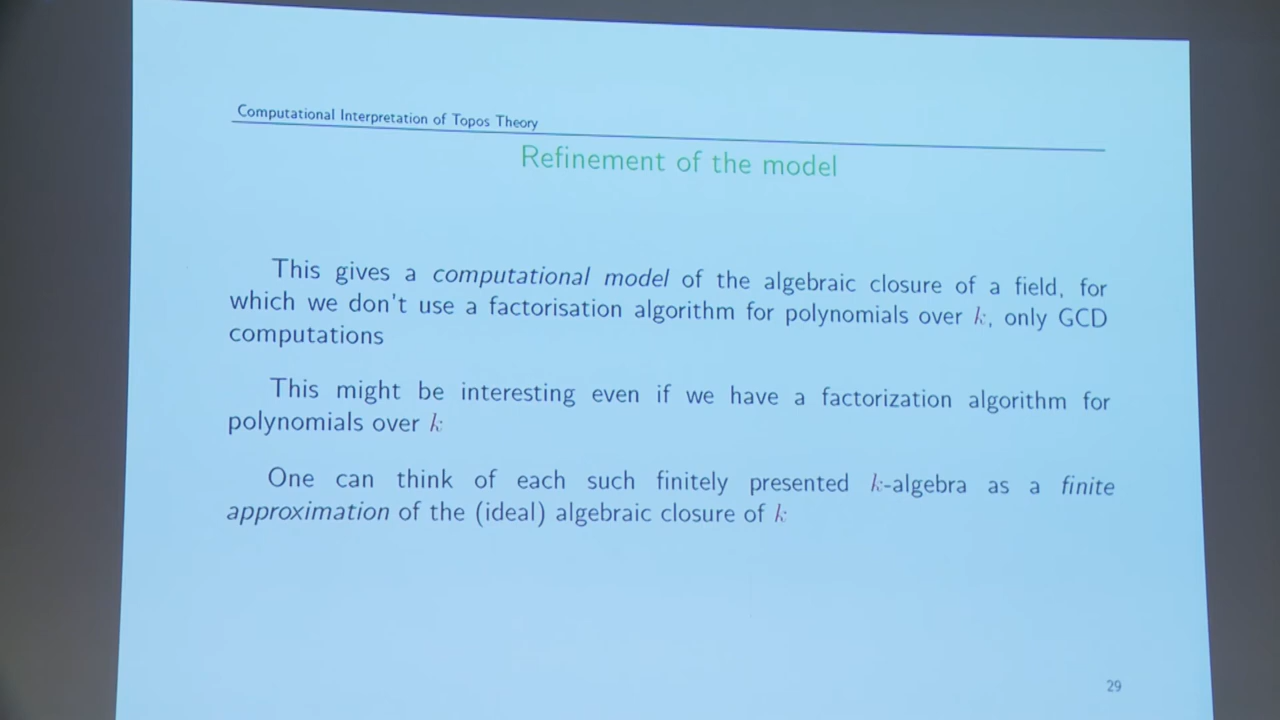 Computational Interpretation of Topos Theory
Refinement of the model
This gives a computational model of the algebraic closure of a field, for
which we don't use a factorisation algorithm for polynomials over k, only GCD
computations
This might be interesting even if we have a factorization algorithm for
polynomials over k
One can think of each such finitely presented k-algebra as a finite
approximation of the (ideal) algebraic closure of k
29